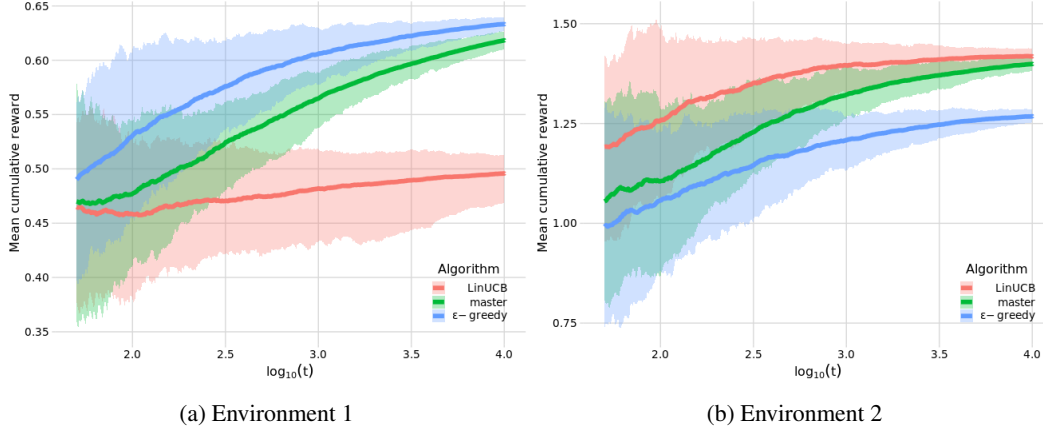 0.65
0.60
0.55
0.50
0.45
0.40
0.35
Mean cumulative reward
2.0 2.5 3.0 3.5 4.0
log10(t)
Algorithm
LinUCB
master
ε−greedy
(a) Environment 1
1.50
1.25
1.00
0.75
Mean cumulative reward
2.0 2.5 3.0 3.5 4.0
log10(t)
Algorithm
LinUCB
master
ε−greedy
(b) Environment 2